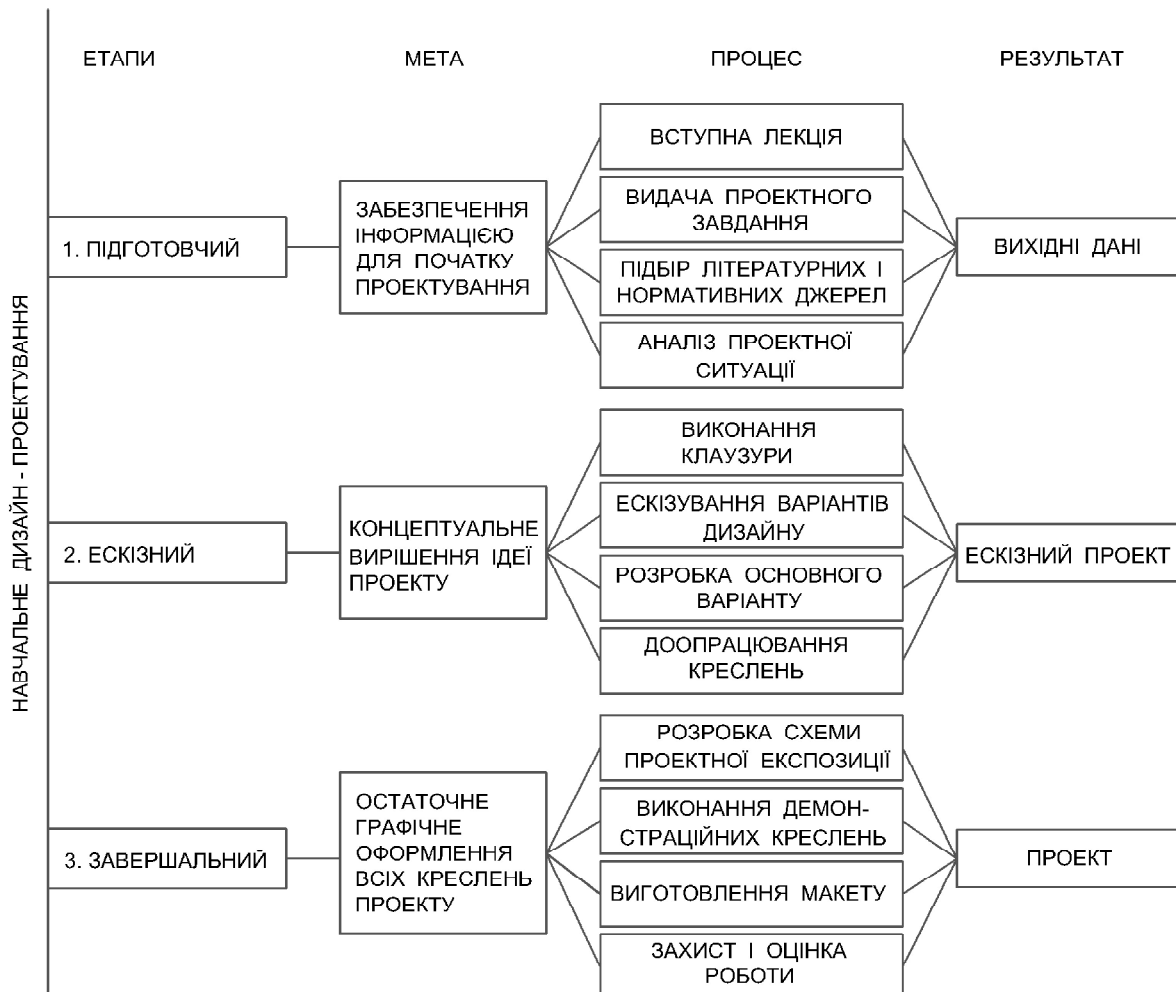 НАВЧАЛЬНЕ ДИЗАЙН - ПРОЕКТУВАННЯ
ЕТАПИ
МЕТА
ПРОЦЕС
РЕЗУЛЬТАТ
1. ПІДГОТОВЧИЙ
ЗАБЕЗПЕЧЕННЯ
ІНФОРМАЦІЄЮ
ДЛЯ ПОЧАТКУ
ПРОЕКТУВАННЯ
ВСТУПНА ЛЕКЦІЯ
ВИДАЧА ПРОЕКТНОГО
ЗАВДАННЯ
ПІДБІР ЛІТЕРАТУРНИХ І
НОРМАТИВНИХ ДЖЕРЕЛ
АНАЛІЗ ПРОЕКТНОЇ
СИТУАЦІЇ
ВИХІДНІ ДАНІ
2. ЕСКІЗНИЙ
КОНЦЕПТУАЛЬНЕ
ВИРІШЕННЯ ІДЕЇ
ПРОЕКТУ
ВИКОНАННЯ
КЛАУЗУРИ
ЕСКІЗУВАННЯ ВАРІАНТІВ
ДИЗАЙНУ
РОЗРОБКА ОСНОВНОГО
ВАРІАНТУ
ДООПРАЦЮВАННЯ
КРЕСЛЕНЬ
ЕСКІЗНИЙ ПРОЕКТ
3. ЗАВЕРШАЛЬНИЙ
ОСТАТОЧНЕ
ГРАФІЧНЕ
ОФОРМЛЕННЯ
ВСІХ КРЕСЛЕНЬ
ПРОЕКТУ
РОЗРОБКА СХЕМИ
ПРОЕКТНОЇ ЕКСПОЗИЦІЇ
ВИКОНАННЯ ДЕМОН-
СТРАЦІЙНИХ КРЕСЛЕНЬ
ВИГОТОВЛЕННЯ МАКЕТУ
ЗАХИСТ І ОЦІНКА
РОБОТИ
ПРОЕКТ